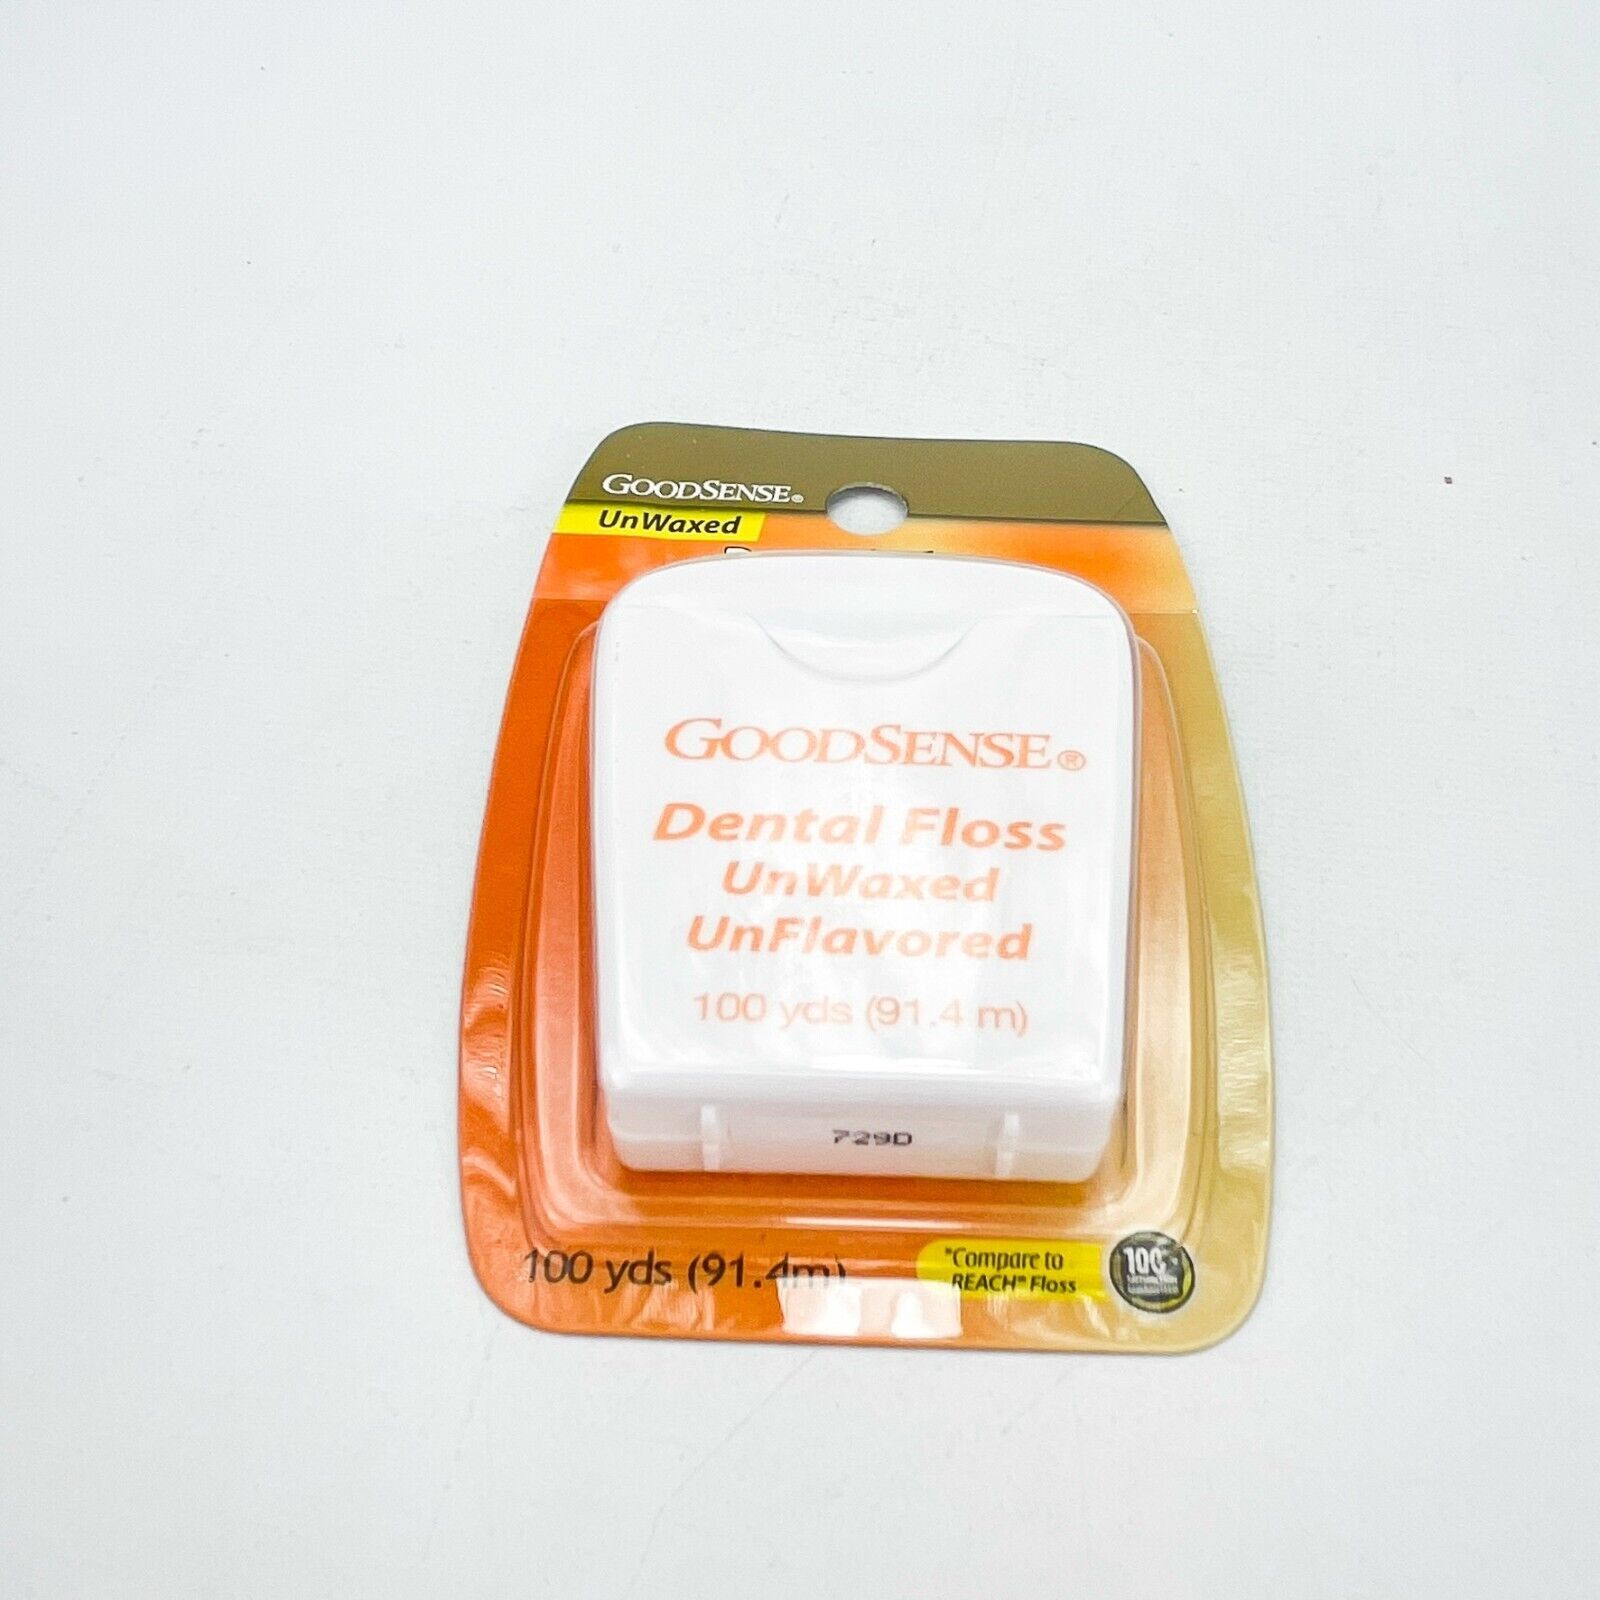 GOODSENSE®
UnWaxed
GOODSENSE®
Dental Floss
UnWaxed
UnFlavored
100 yds (91.4 m)
729D
100 yds (91.4m)
*Compare to
REACH® Floss
100%